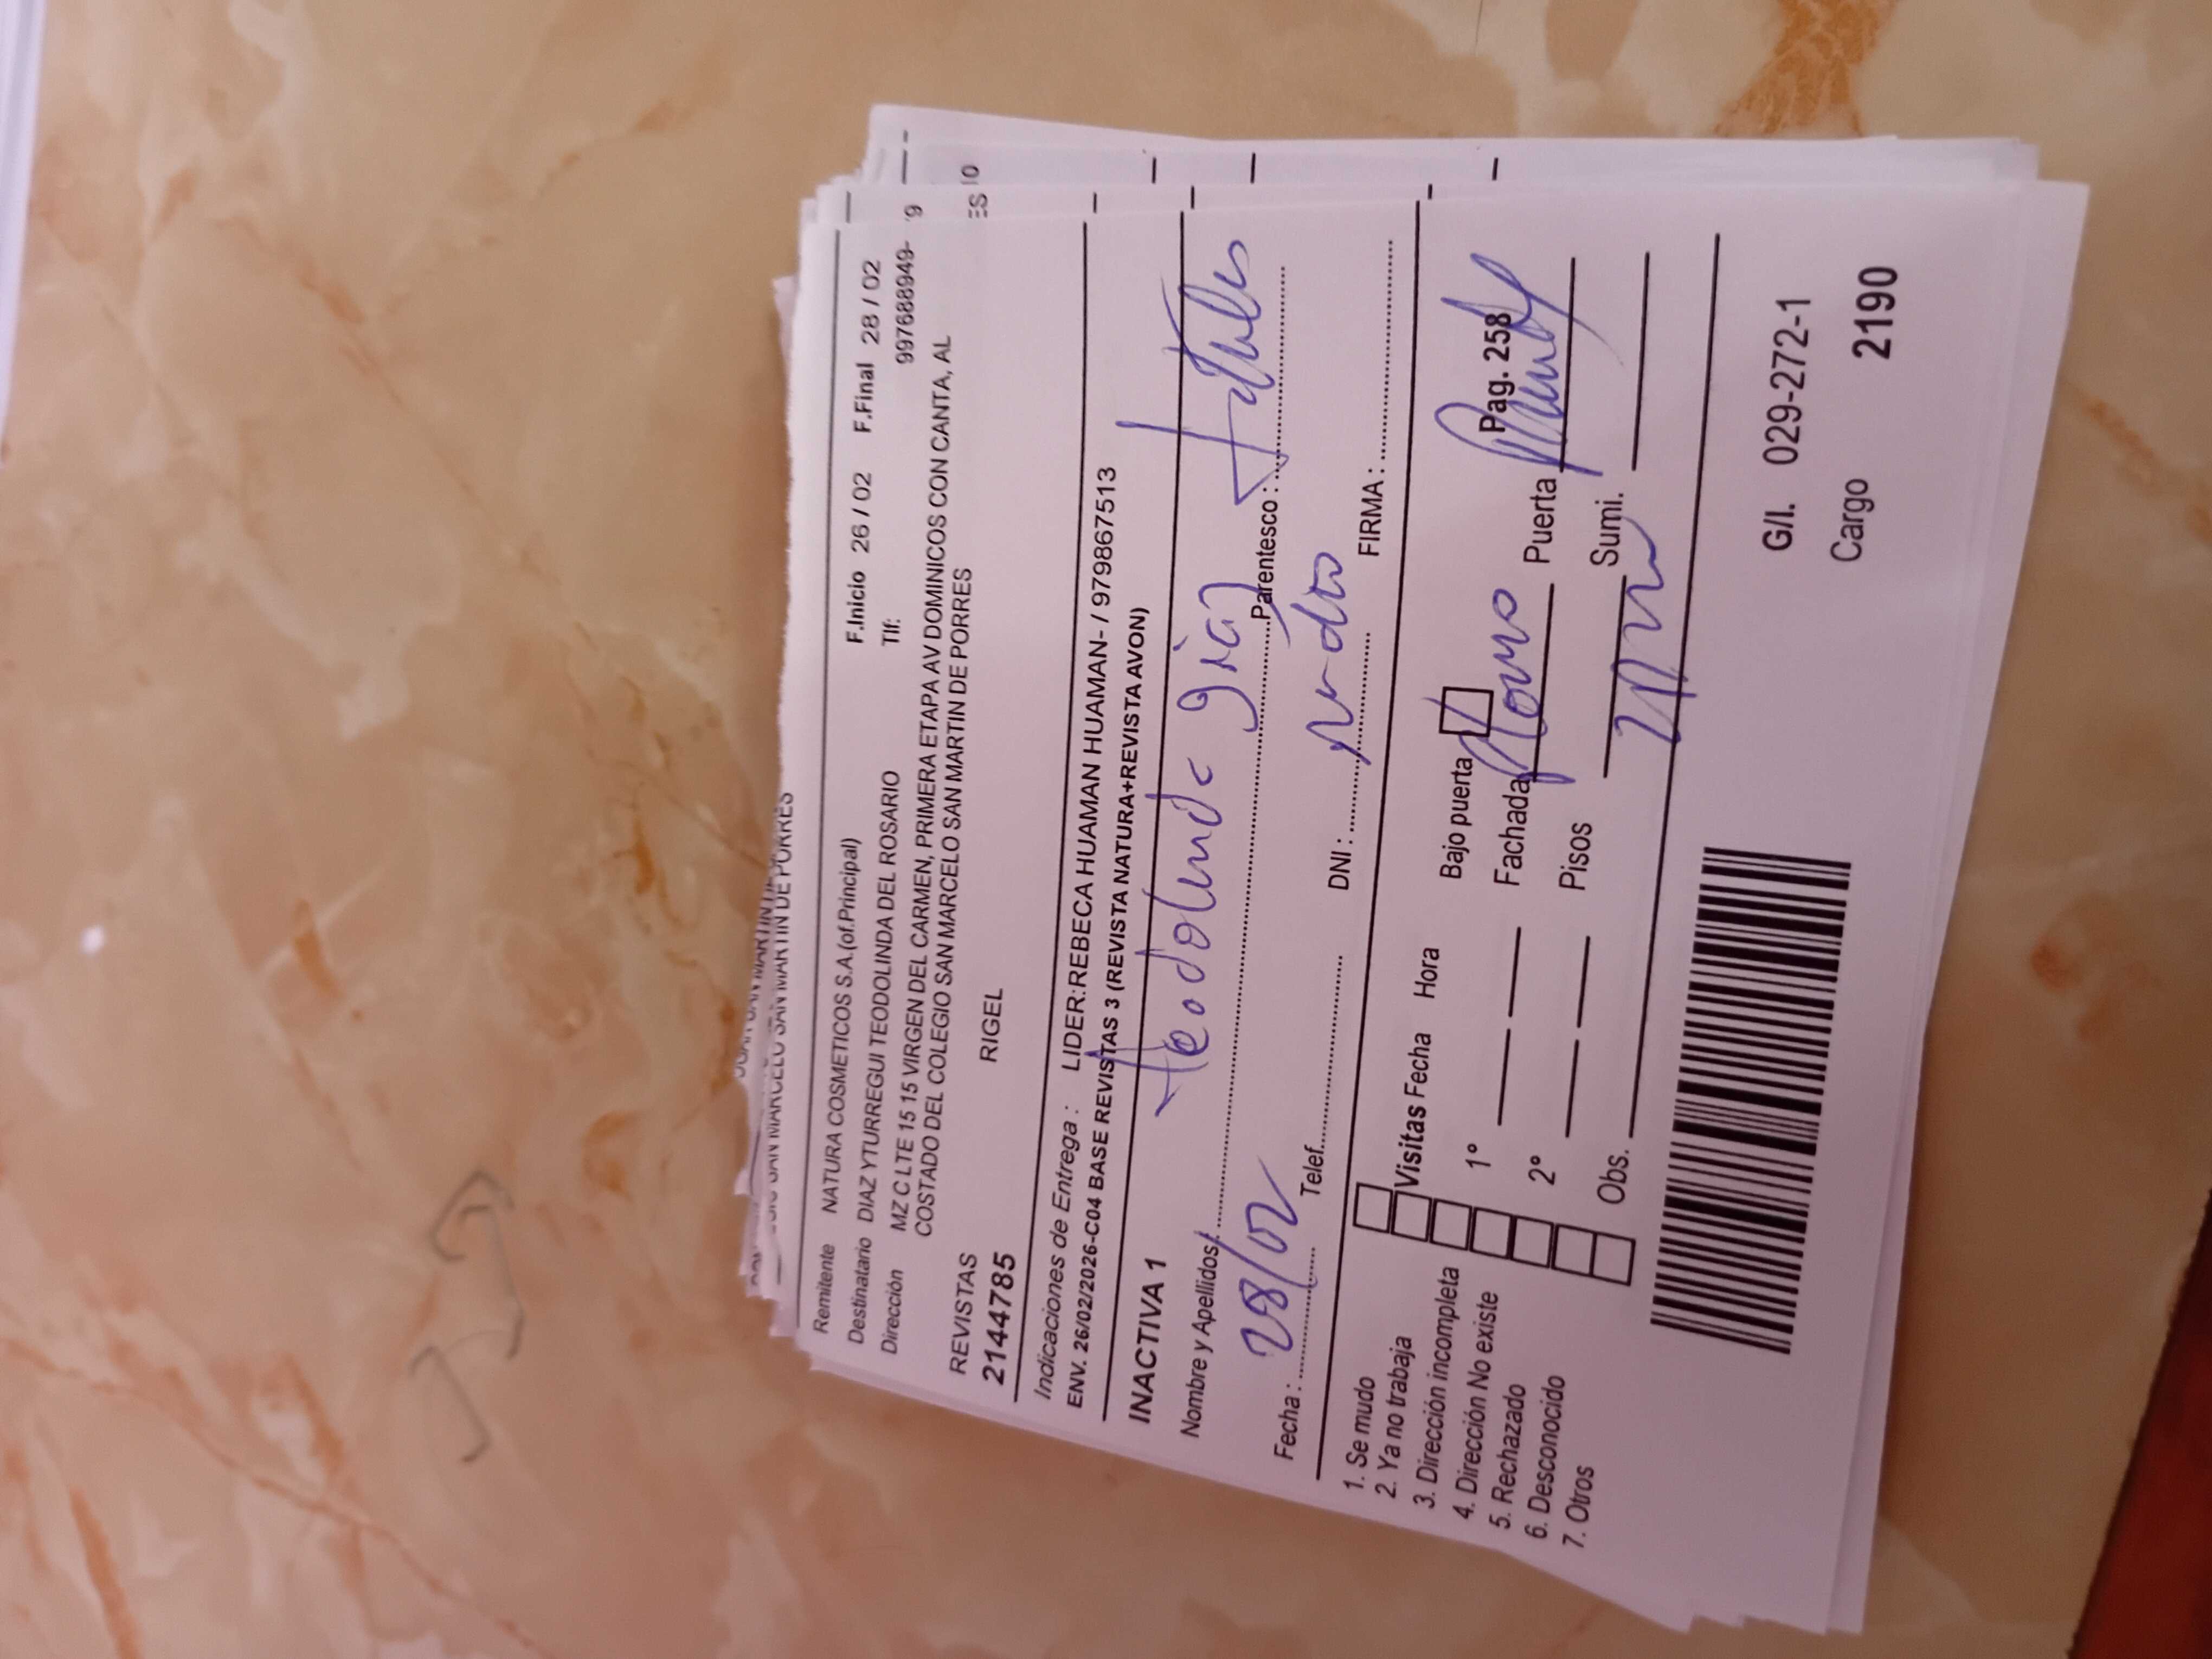 Remitente NATURA COSMETICOS S.A.(of.Principal)
F.Inicio 26 / 02 F.Final 28 / 02
Destinatario DIAZ YTURREGUI TEODOLINDA DEL ROSARIO Tlf: 997688949-
Dirección MZ C LTE 15 15 VIRGEN DEL CARMEN, PRIMERA ETAPA AV DOMINICOS CON CANTA, AL
COSTADO DEL COLEGIO SAN MARCELO SAN MARTIN DE PORRES
REVISTAS
2144785 RIGEL
Indicaciones de Entrega : LIDER:REBECA HUAMAN HUAMAN- / 979867513
ENV. 26/02/2026-C04 BASE REVISTAS 3 (REVISTA NATURA+REVISTA AVON)
INACTIVA 1
Nombre y Apellidos:
Parentesco :
Fecha : 28/02 Telef. DNI : FIRMA :
1. Se mudo
2. Ya no trabaja
3. Dirección incompleta
4. Dirección No existe
5. Rechazado
6. Desconocido
7. Otros
Visitas Fecha Hora Bajo puerta Pag. 258
1º Fachada Puerta
2º Pisos Sumi.
Obs.
G/I. 029-272-1
Cargo 2190